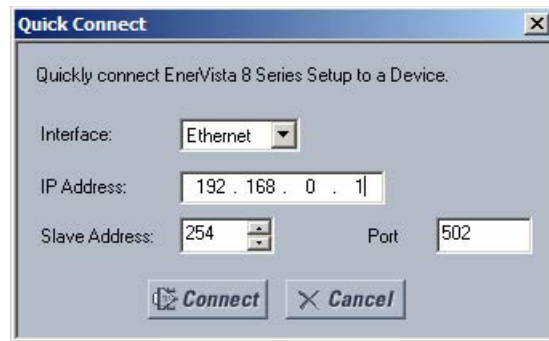 Quick Connect
Quickly connect EnerVista 8 Series Setup to a Device.
Interface: Ethernet
IP Address: 192 . 168 . 0 . 1
Slave Address: 254 Port 502
Connect Cancel